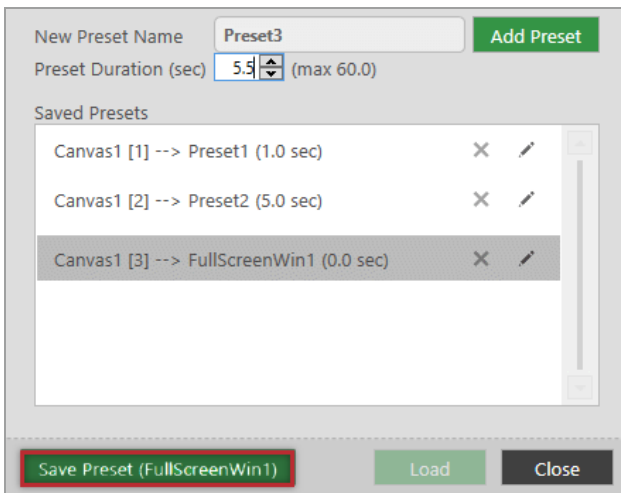 New Preset Name Preset3 Add Preset
Preset Duration (sec) 5.5 (max 60.0)
Saved Presets
Canvas1 [1] --> Preset1 (1.0 sec)
Canvas1 [2] --> Preset2 (5.0 sec)
Canvas1 [3] --> FullScreenWin1 (0.0 sec)
Save Preset (FullScreenWin1) Load Close